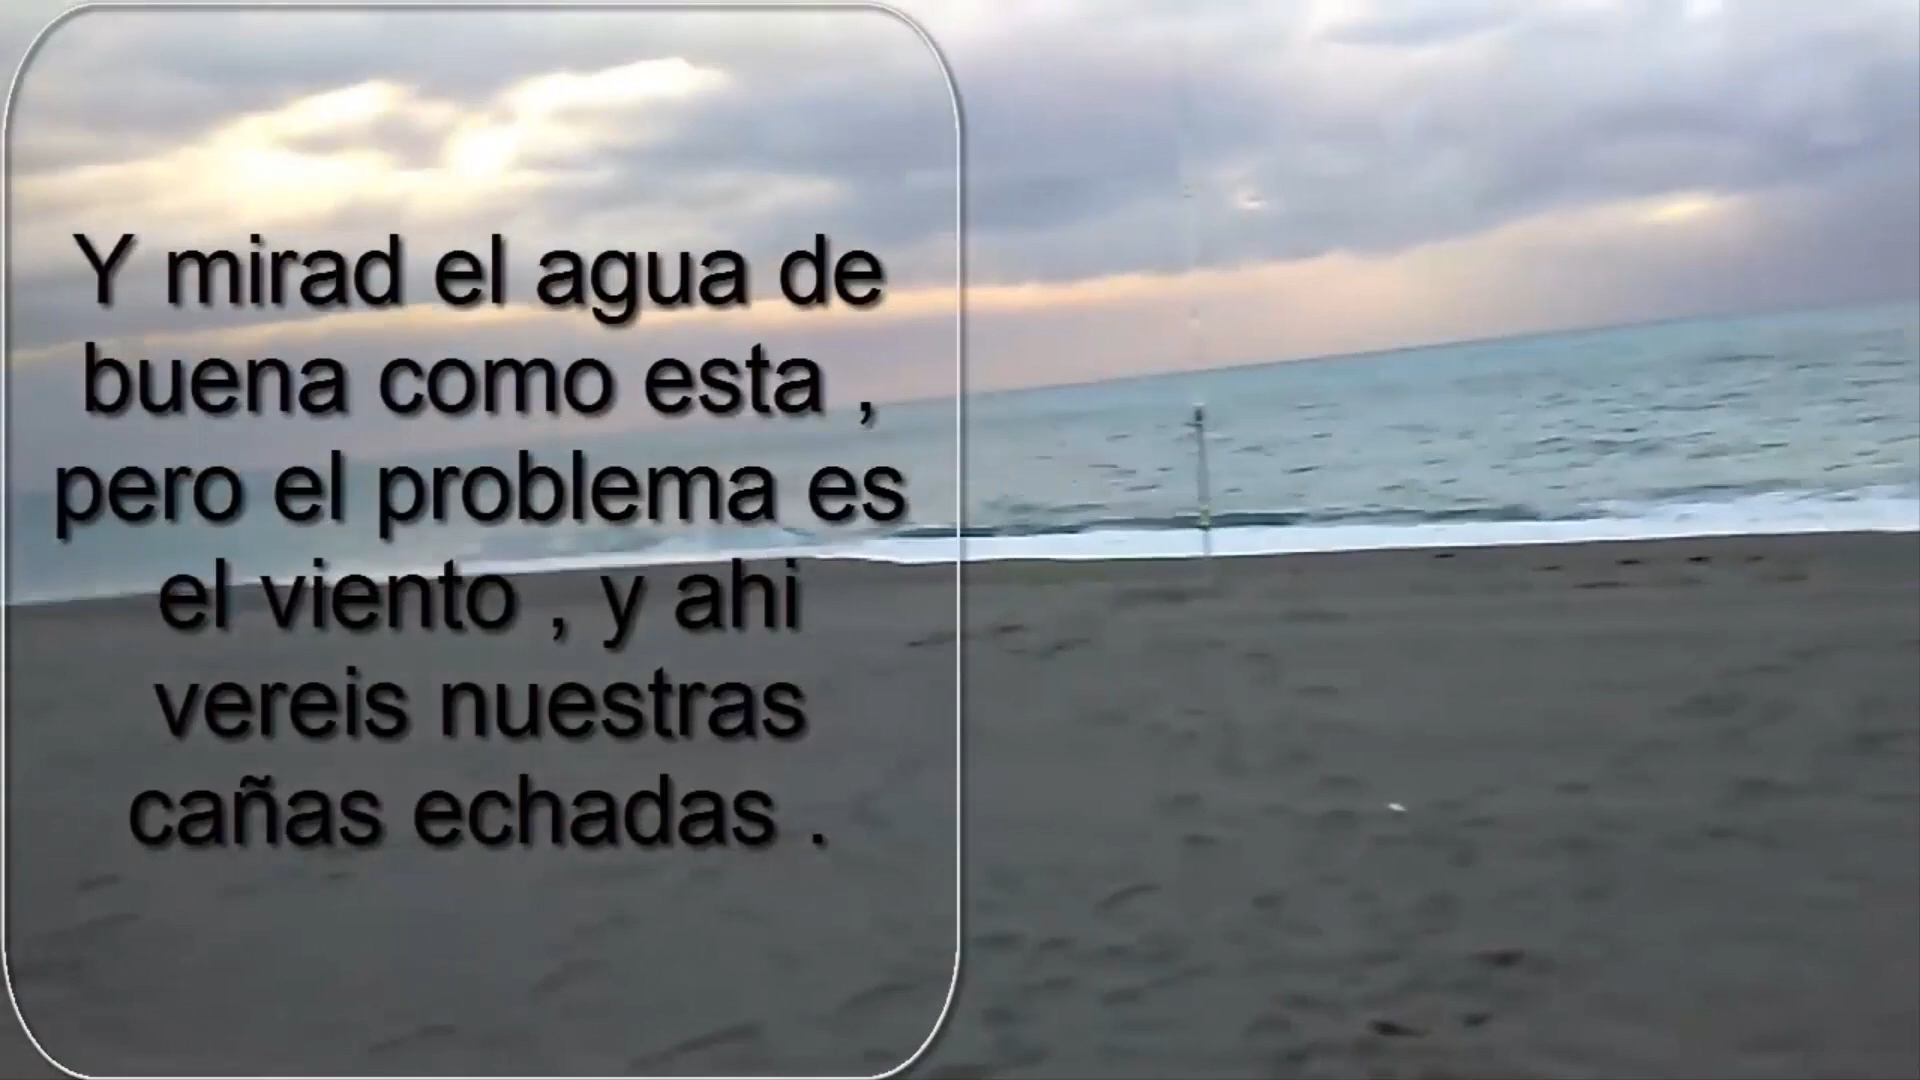 Y mirad el agua de
buena como esta ,
pero el problema es
el viento , y ahi
vereis nuestras
cañas echadas .